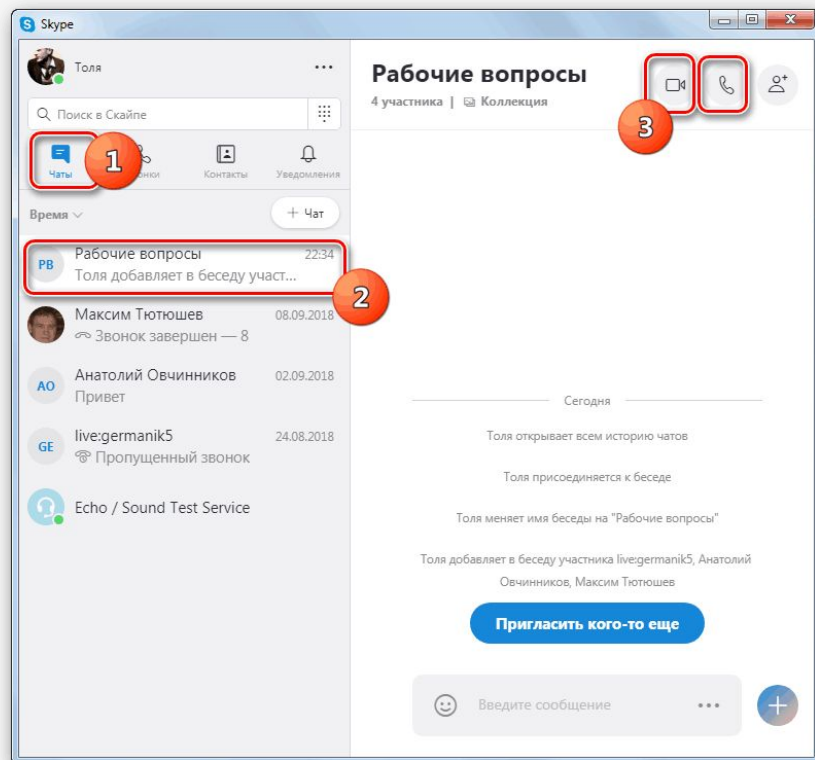 Skype
Толя
Поиск в Скайпе
Чаты
1
Контакты
Уведомления
Время
+ Чат
РВ
Рабочие вопросы
22:34
Толя добавляет в беседу участ...
2
Максим Тютюшев
08.09.2018
Звонок завершен — 8
АО
Анатолий Овчинников
02.09.2018
Привет
GE
live:germanik5
24.08.2018
Пропущенный звонок
Echo / Sound Test Service
Рабочие вопросы
4 участника | Коллекция
3
Сегодня
Толя открывает всем историю чатов
Толя присоединяется к беседе
Толя меняет имя беседы на "Рабочие вопросы"
Толя добавляет в беседу участника live:germanik5, Анатолий
Овчинников, Максим Тютюшев
Пригласить кого-то еще
Введите сообщение